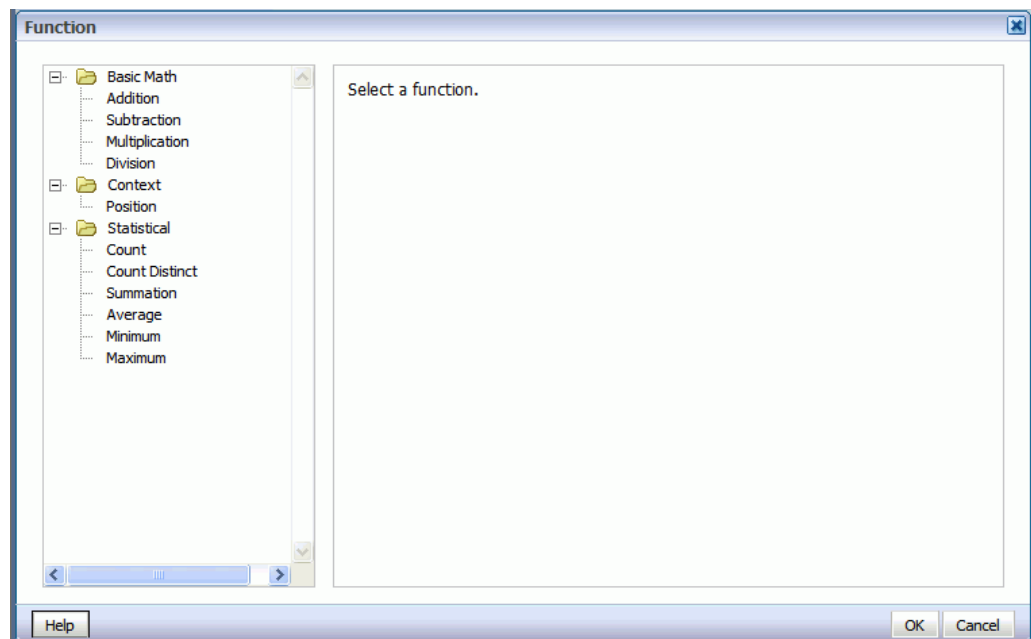 Function
Basic Math
Addition
Subtraction
Multiplication
Division
Context
Position
Statistical
Count
Count Distinct
Summation
Average
Minimum
Maximum
Select a function.
Help
OK
Cancel